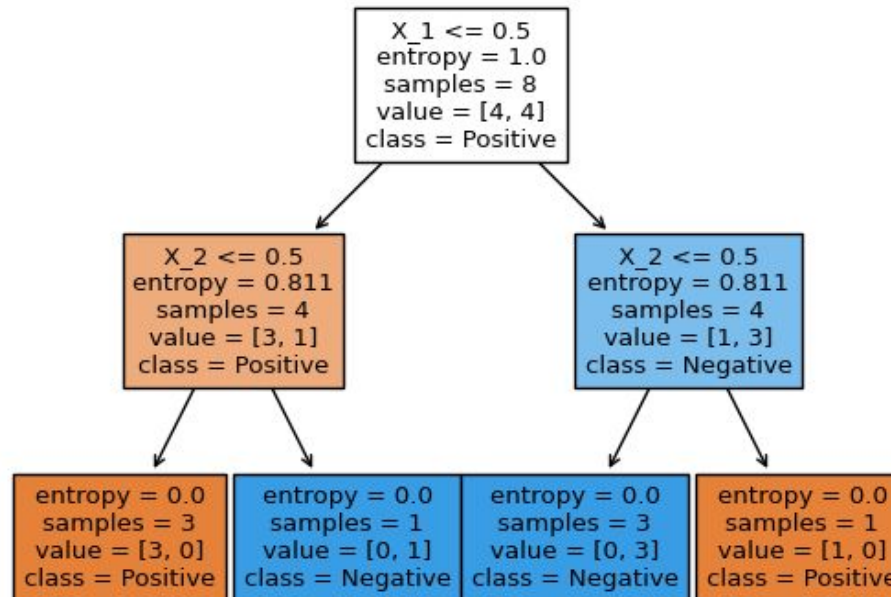 X_1 <= 0.5
entropy = 1.0
samples = 8
value = [4, 4]
class = Positive
X_2 <= 0.5
entropy = 0.811
samples = 4
value = [3, 1]
class = Positive
X_2 <= 0.5
entropy = 0.811
samples = 4
value = [1, 3]
class = Negative
entropy = 0.0
samples = 3
value = [3, 0]
class = Positive
entropy = 0.0
samples = 1
value = [0, 1]
class = Negative
entropy = 0.0
samples = 3
value = [0, 3]
class = Negative
entropy = 0.0
samples = 1
value = [1, 0]
class = Positive